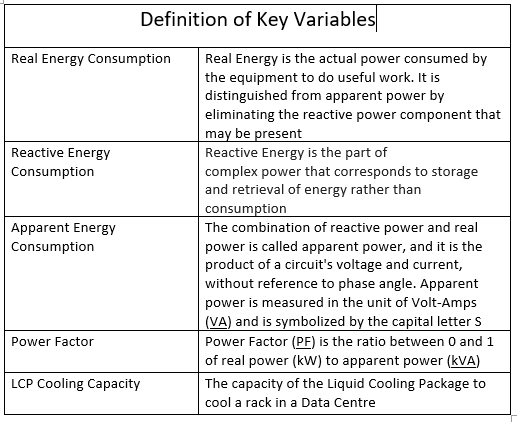 Definition of Key Variables
Real Energy Consumption
Real Energy is the actual power consumed by
the equipment to do useful work. It is
distinguished from apparent power by
eliminating the reactive power component that
may be present
Reactive Energy
Consumption
Reactive Energy is the part of
complex power that corresponds to storage
and retrieval of energy rather than
consumption
Apparent Energy
Consumption
The combination of reactive power and real
power is called apparent power, and it is the
product of a circuit's voltage and current,
without reference to phase angle. Apparent
power is measured in the unit of Volt-Amps
(VA) and is symbolized by the capital letter S
Power Factor
Power Factor (PF) is the ratio between 0 and 1
of real power (kW) to apparent power (kVA)
LCP Cooling Capacity
The capacity of the Liquid Cooling Package to
cool a rack in a Data Centre